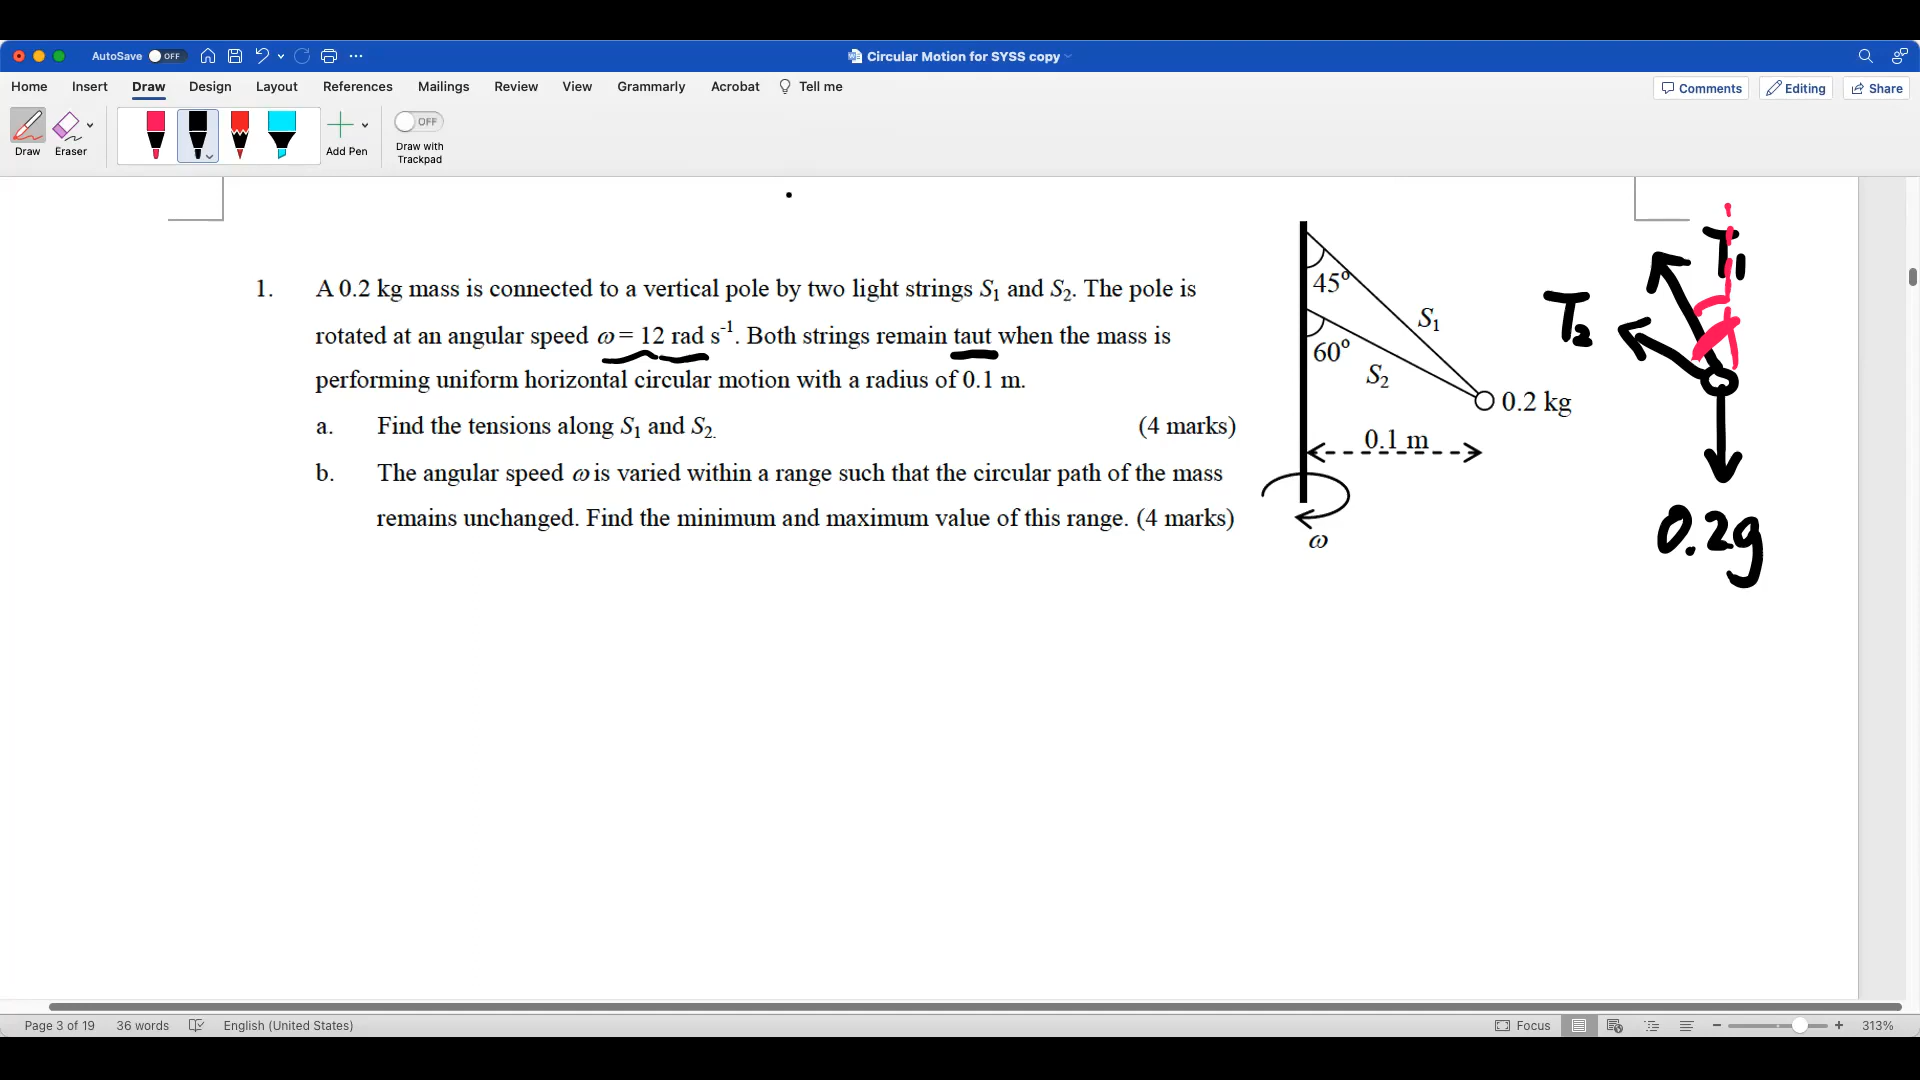 AutoSave OFF
Circular Motion for SYSS copy
Home Insert Draw Design Layout References Mailings Review View Grammarly Acrobat Tell me
Comments Editing Share
Draw Eraser Add Pen OFF Draw with Trackpad
1. A 0.2 kg mass is connected to a vertical pole by two light strings S₁ and S₂. The pole is
rotated at an angular speed ω = 12 rad s⁻¹. Both strings remain taut when the mass is
performing uniform horizontal circular motion with a radius of 0.1 m.
a. Find the tensions along S₁ and S₂. (4 marks)
b. The angular speed ω is varied within a range such that the circular path of the mass
remains unchanged. Find the minimum and maximum value of this range. (4 marks)
45°
S₁
60°
S₂
0.2 kg
0.1 m
ω
T₁
T₂
0.2g
Page 3 of 19 36 words English (United States) Focus 313%